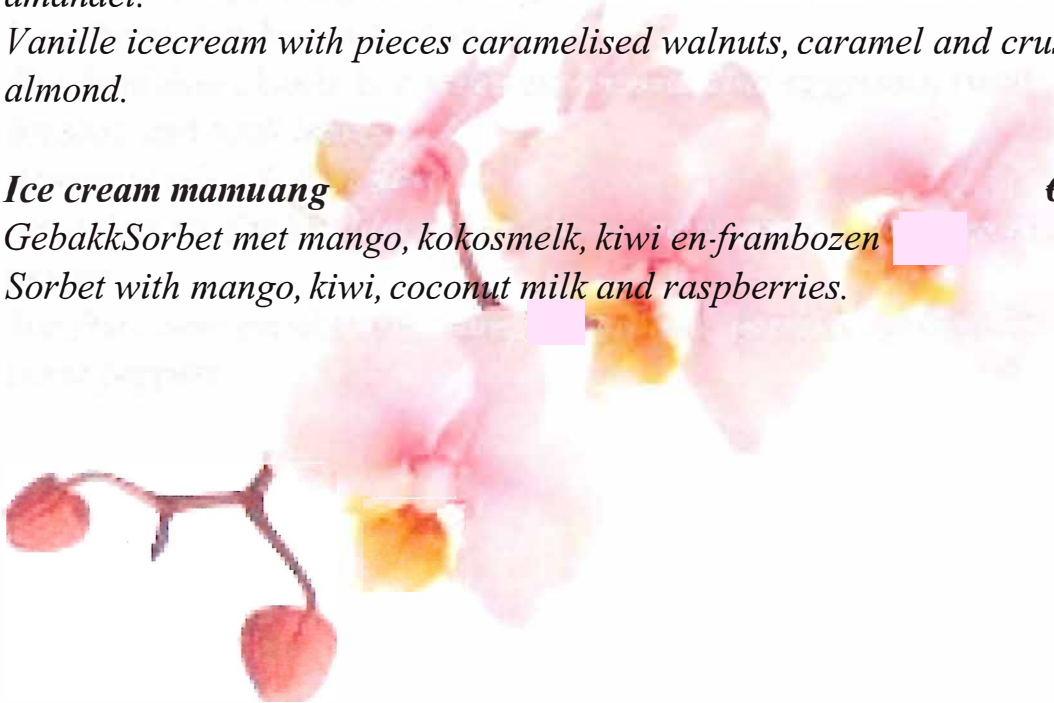 Vanille icecream with pieces caramelised walnuts, caramel and
almond.
Ice cream mamuang
GebakkSorbet met mango, kokosmelk, kiwi en-frambozen
Sorbet with mango, kiwi, coconut milk and raspberries.